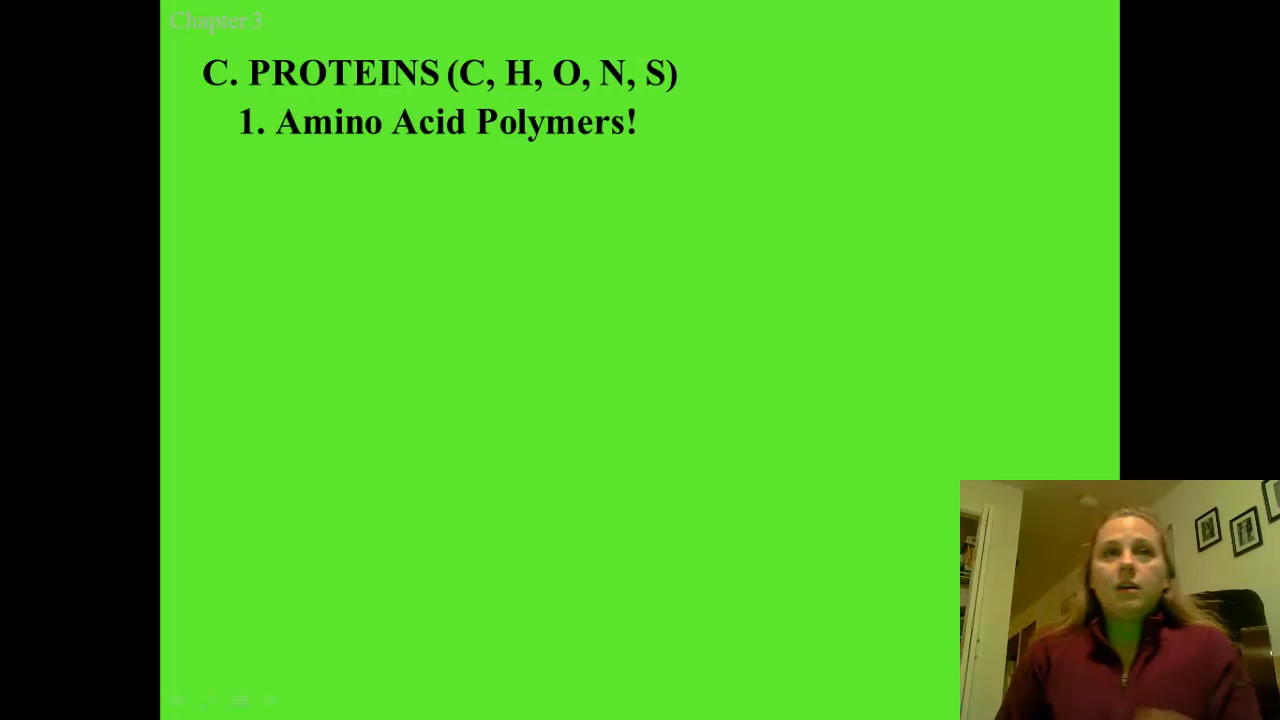 Chapter 3
C. PROTEINS (C, H, O, N, S)
1. Amino Acid Polymers!